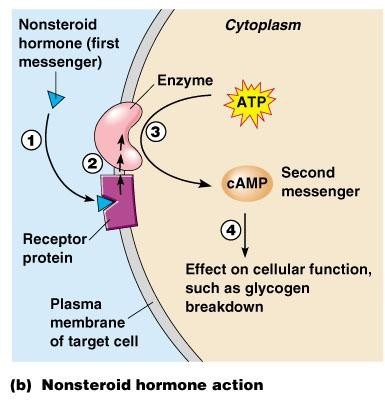 Nonsteroid
hormone (first
messenger)
Cytoplasm
Enzyme
ATP
1
2
3
cAMP
Second
messenger
4
Receptor
protein
Effect on cellular function,
such as glycogen
breakdown
Plasma
membrane
of target cell
(b) Nonsteroid hormone action